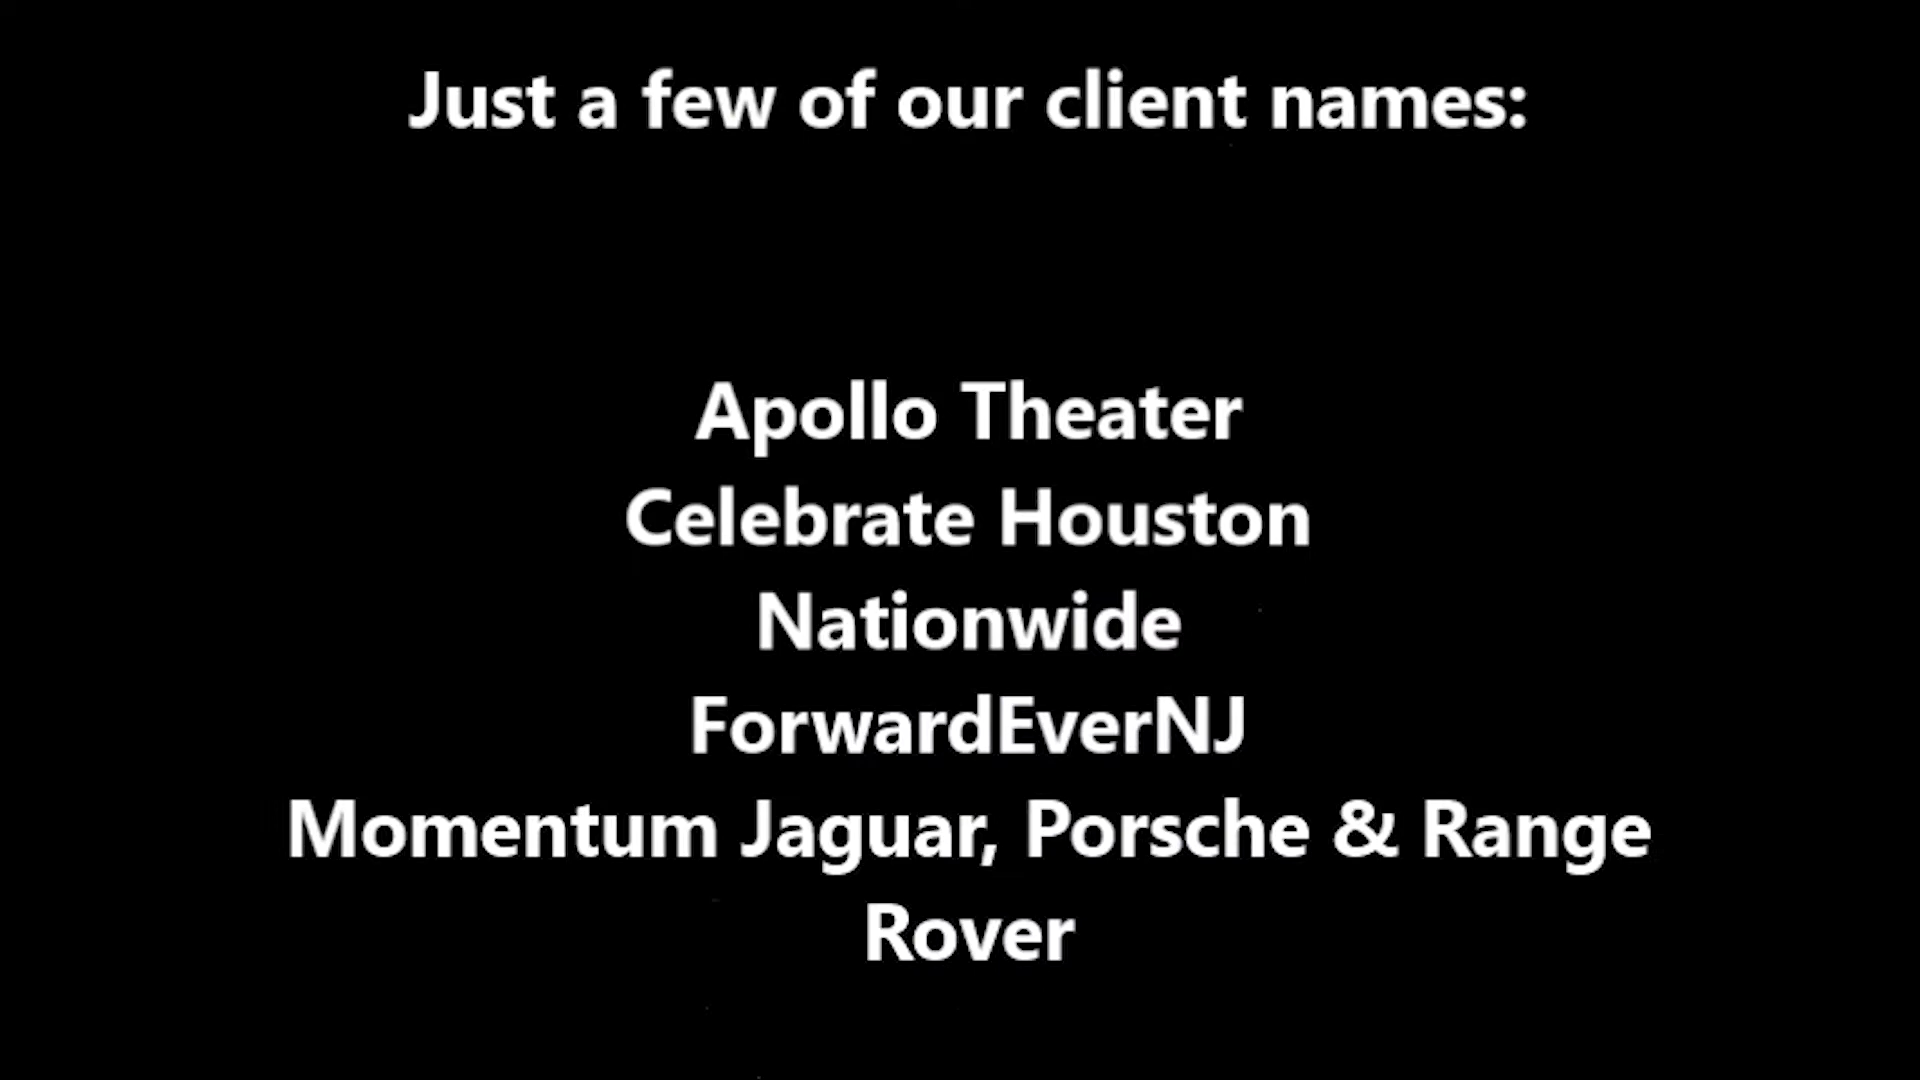 Just a few of our client names:
Apollo Theater
Celebrate Houston
Nationwide
ForwardEverNJ
Momentum Jaguar, Porsche & Range
Rover